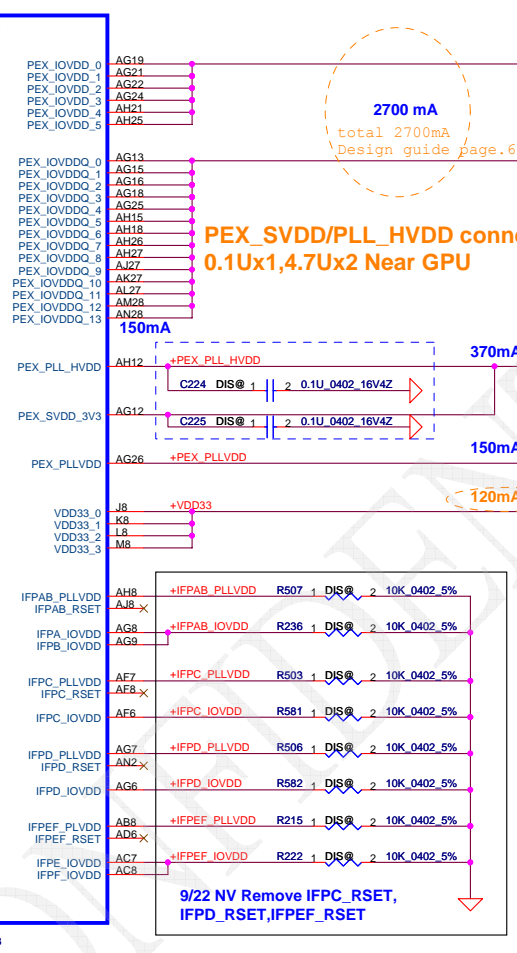 PEX_IOVDD_0 AG19
PEX_IOVDD_1 AG21
PEX_IOVDD_2 AG22
PEX_IOVDD_3 AG24
PEX_IOVDD_4 AH21
PEX_IOVDD_5 AH25
2700 mA
total 2700mA
Design guide page.6
PEX_IOVDDQ_0 AG13
PEX_IOVDDQ_1 AG15
PEX_IOVDDQ_2 AG16
PEX_IOVDDQ_3 AG18
PEX_IOVDDQ_4 AG25
PEX_IOVDDQ_5 AH15
PEX_IOVDDQ_6 AH18
PEX_IOVDDQ_7 AH26
PEX_IOVDDQ_8 AH27
PEX_IOVDDQ_9 AJ27
PEX_IOVDDQ_10 AK27
PEX_IOVDDQ_11 AL27
PEX_IOVDDQ_12 AM28
PEX_IOVDDQ_13 AN28
PEX_SVDD/PLL_HVDD conne
0.1Ux1,4.7Ux2 Near GPU
150mA
370mA
PEX_PLL_HVDD AH12 +PEX_PLL_HVDD
C224 DIS@ 1 2 0.1U_0402_16V4Z
PEX_SVDD_3V3 AG12
C225 DIS@ 1 2 0.1U_0402_16V4Z
150mA
PEX_PLLVDD AG26 +PEX_PLLVDD
120mA
VDD33_0 J8 +VDD33
VDD33_1 K8
VDD33_2 L8
VDD33_3 M8
IFPAB_PLLVDD AH8 +IFPAB_PLLVDD R507 1 DIS@ 2 10K_0402_5%
IFPAB_RSET AJ8
IFPA_IOVDD AG8 +IFPAB_IOVDD R236 1 DIS@ 2 10K_0402_5%
IFPB_IOVDD AG9
IFPC_PLLVDD AF7 +IFPC_PLLVDD R503 1 DIS@ 2 10K_0402_5%
IFPC_RSET AF8
IFPC_IOVDD AF6 +IFPC_IOVDD R581 1 DIS@ 2 10K_0402_5%
IFPD_PLLVDD AG7 +IFPD_PLLVDD R506 1 DIS@ 2 10K_0402_5%
IFPD_RSET AN2
IFPD_IOVDD AG6 +IFPD_IOVDD R582 1 DIS@ 2 10K_0402_5%
IFPEF_PLVDD AB8 +IFPEF_PLLVDD R215 1 DIS@ 2 10K_0402_5%
IFPEF_RSET AD6
IFPE_IOVDD AC7 +IFPEF_IOVDD R222 1 DIS@ 2 10K_0402_5%
IFPF_IOVDD AC8
9/22 NV Remove IFPC_RSET,
IFPD_RSET,IFPEF_RSET